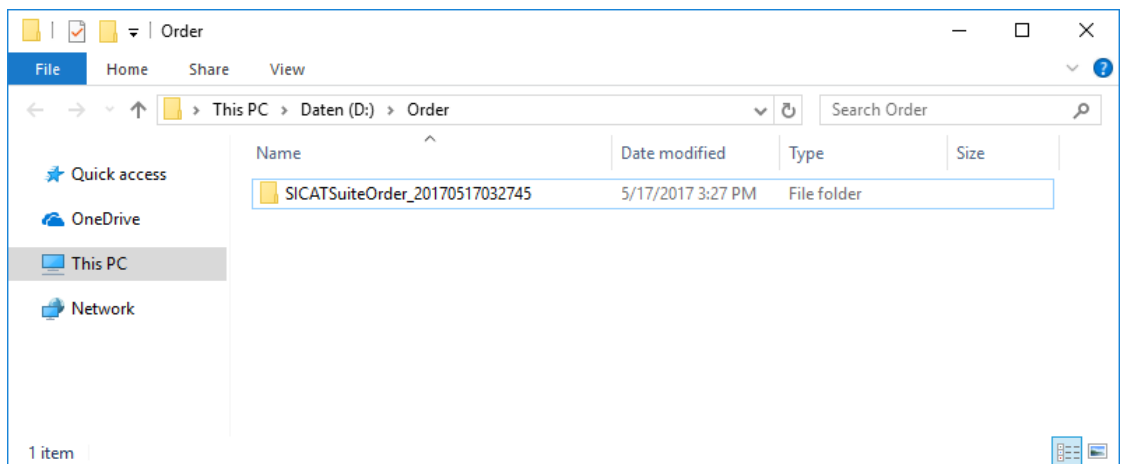 Order
File Home Share View
This PC > Daten (D:) > Order
Search Order
Name Date modified Type Size
Quick access
SICATSuiteOrder_20170517032745 5/17/2017 3:27 PM File folder
OneDrive
This PC
Network
1 item